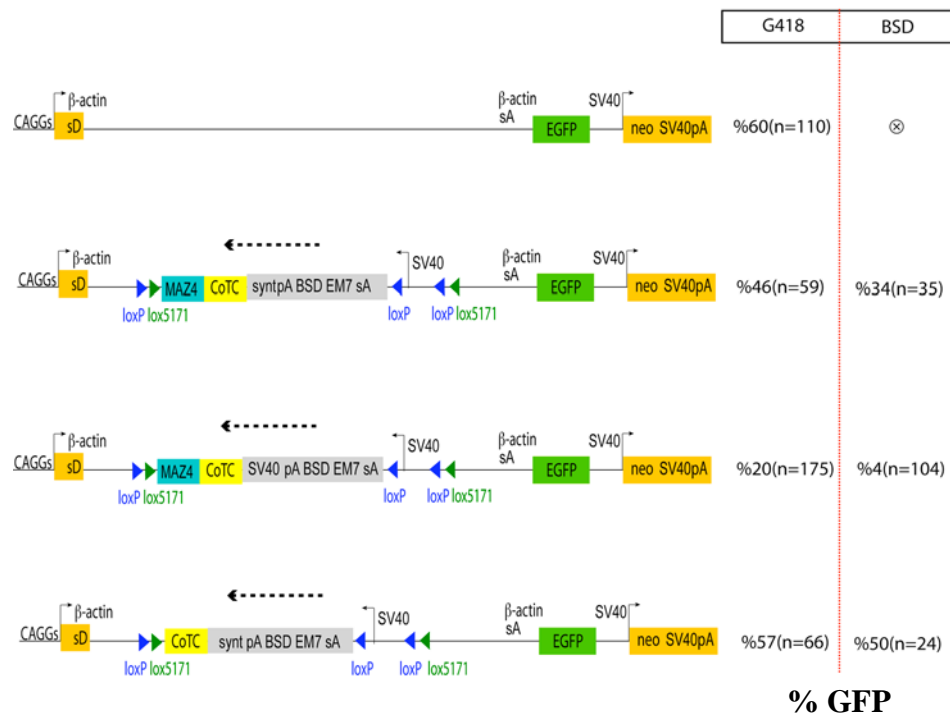 G418 BSD
β-actin β-actin SV40
CAGGs sD sA EGFP neo SV40pA %60(n=110) ⊗
β-actin SV40 β-actin SV40
CAGGs sD MAZ4 CoTC syntpA BSD EM7 sA sA EGFP neo SV40pA %46(n=59) %34(n=35)
loxP lox5171 loxP loxP lox5171
β-actin SV40 β-actin SV40
CAGGs sD MAZ4 CoTC SV40 pA BSD EM7 sA sA EGFP neo SV40pA %20(n=175) %4(n=104)
loxP lox5171 loxP loxP lox5171
β-actin SV40 β-actin SV40
CAGGs sD CoTC synt pA BSD EM7 sA sA EGFP neo SV40pA %57(n=66) %50(n=24)
loxP lox5171 loxP loxP lox5171
% GFP